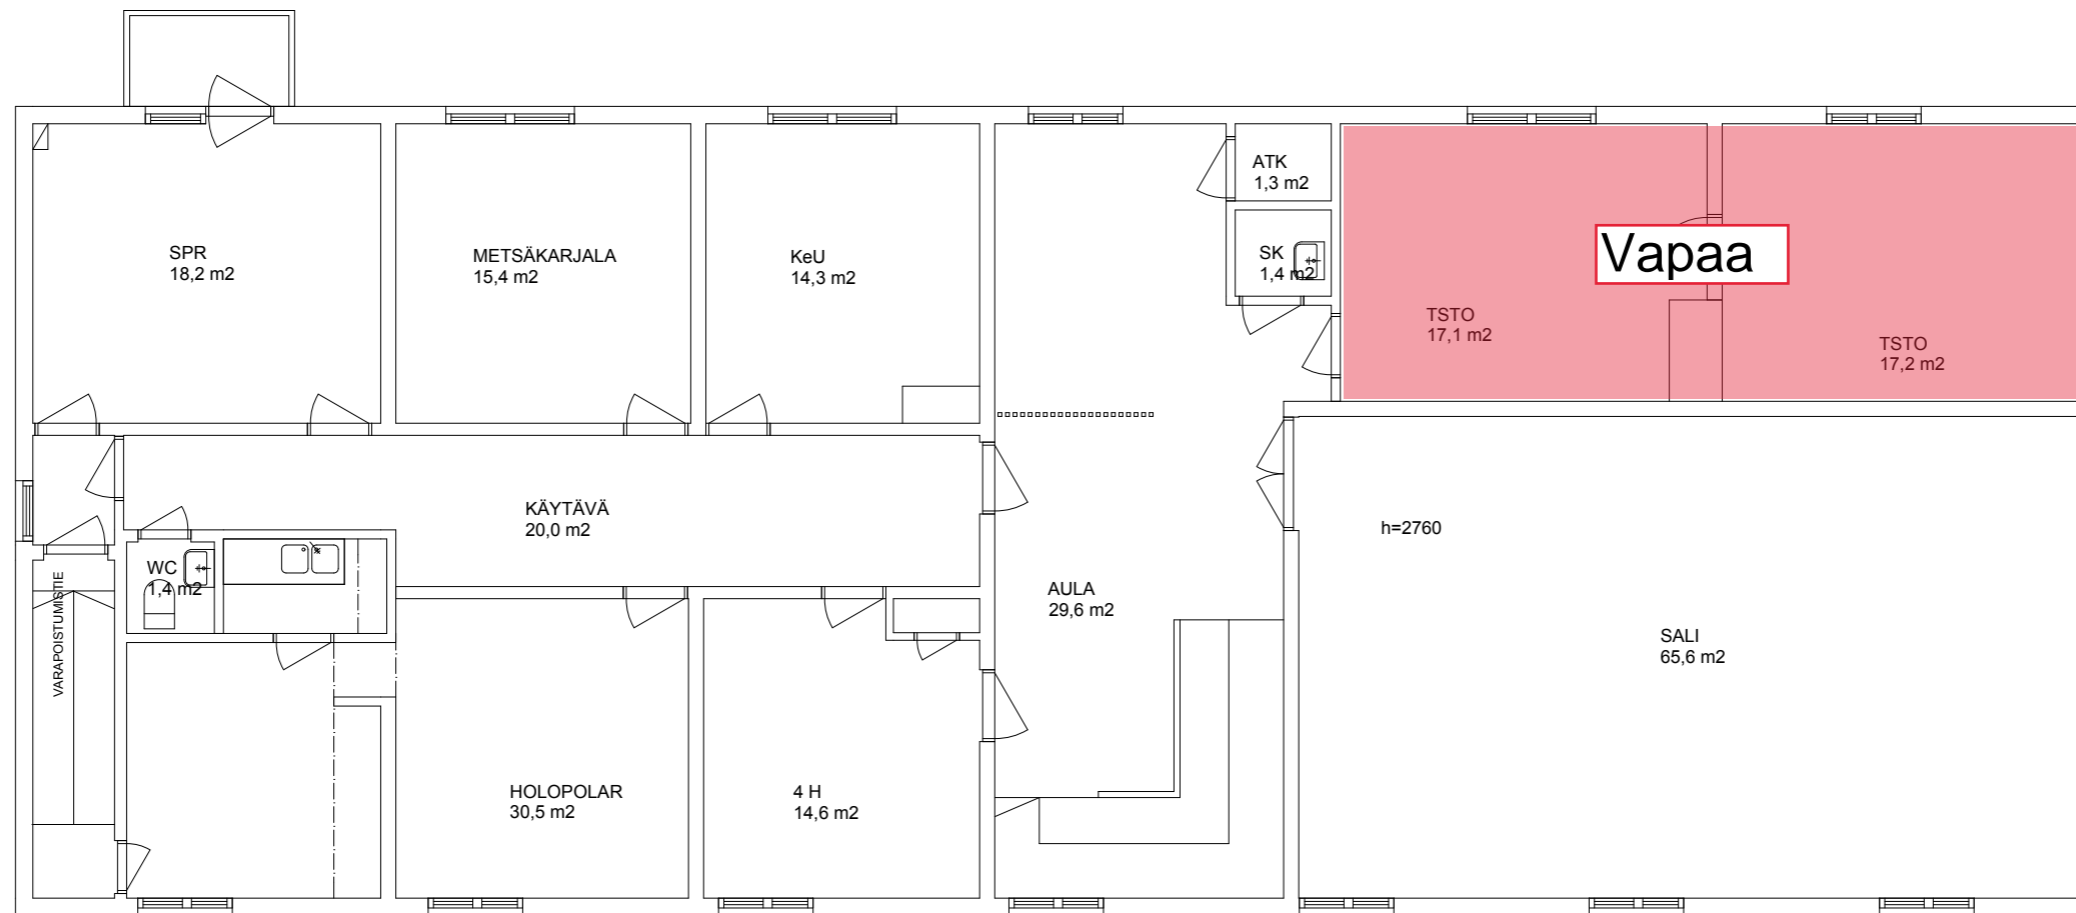 ATK
1,3 m2
SPR
18,2 m2
METSÄKARJALA
15,4 m2
KeU
14,3 m2
SK
1,4 m2
Vapaa
TSTO
17,1 m2
TSTO
17,2 m2
KÄYTÄVÄ
20,0 m2
h=2760
WC
1,4 m2
VARAPOISTUMISTIE
AULA
29,6 m2
SALI
65,6 m2
HOLOPOLAR
30,5 m2
4 H
14,6 m2